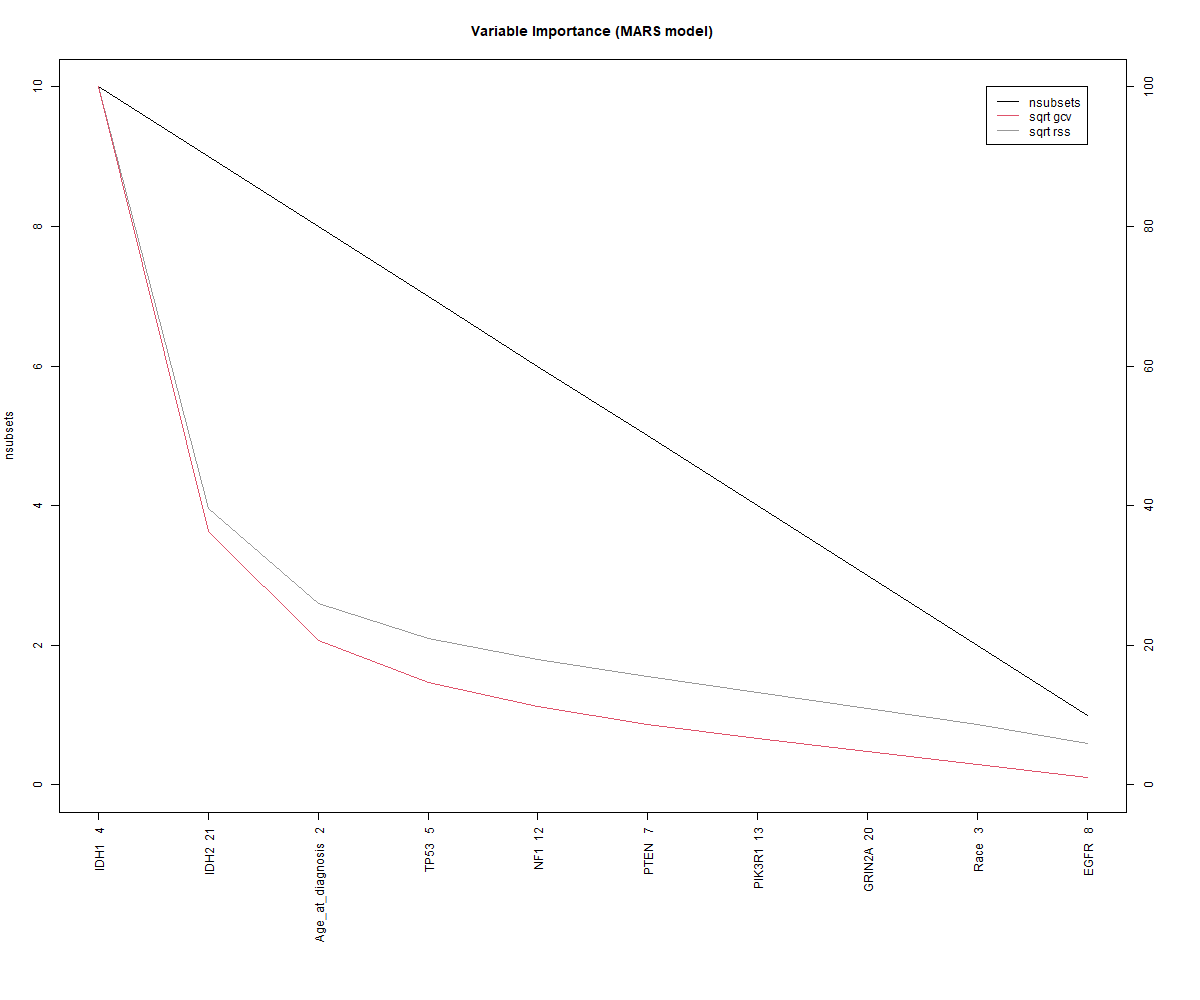 Variable Importance (MARS model)
nsubsets
sqrt gcv
sqrt rss
nsubsets
10
8
6
4
2
0
100
80
60
40
20
0
IDH1 4
IDH2 21
Age_at_diagnosis 2
TP53 5
NF1 12
PTEN 7
PIK3R1 13
GRIN2A 20
Race 3
EGFR 8